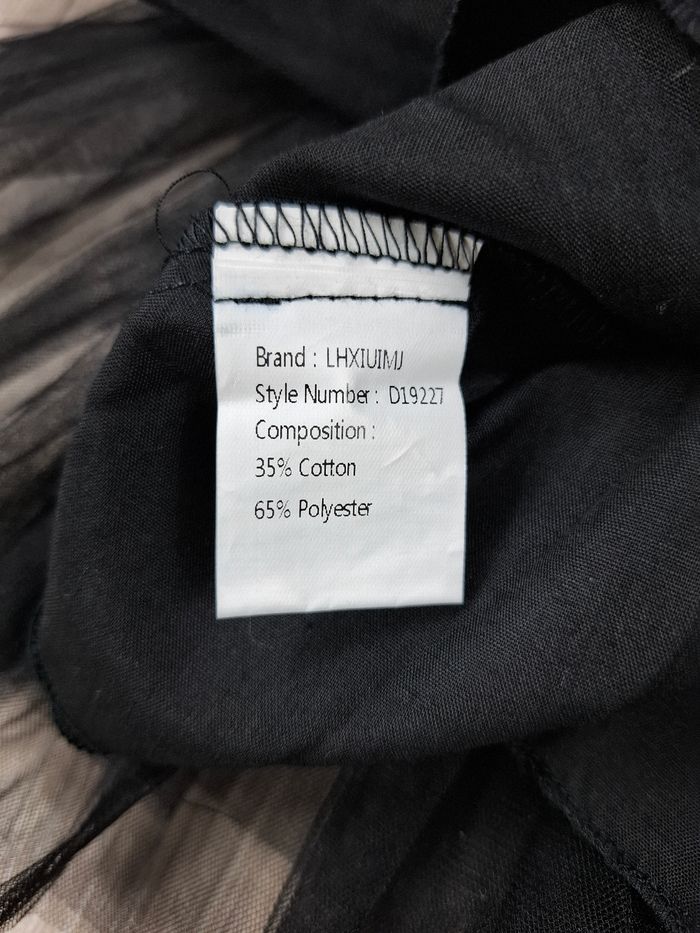 Brand : LHXIUIMJ
Style Number : D19227
Composition :
35% Cotton
65% Polyester